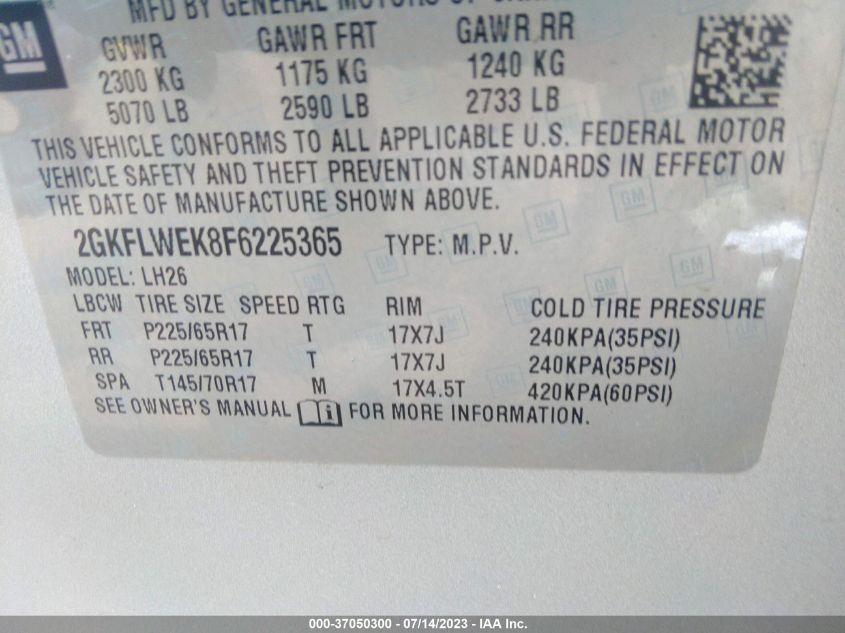 MFD BY GENERAL MOTORS OF
GM
GVWR GAWR FRT GAWR RR
2300 KG 1175 KG 1240 KG
5070 LB 2590 LB 2733 LB
THIS VEHICLE CONFORMS TO ALL APPLICABLE U.S. FEDERAL MOTOR
VEHICLE SAFETY AND THEFT PREVENTION STANDARDS IN EFFECT ON
THE DATE OF MANUFACTURE SHOWN ABOVE.
2GKFLWEK8F6225365 TYPE: M.P.V.
MODEL: LH26
LBCW TIRE SIZE SPEED RTG RIM COLD TIRE PRESSURE
FRT P225/65R17 T 17X7J 240KPA(35PSI)
RR P225/65R17 T 17X7J 240KPA(35PSI)
SPA T145/70R17 M 17X4.5T 420KPA(60PSI)
SEE OWNER'S MANUAL i FOR MORE INFORMATION.
000-37050300 - 07/14/2023 - IAA Inc.